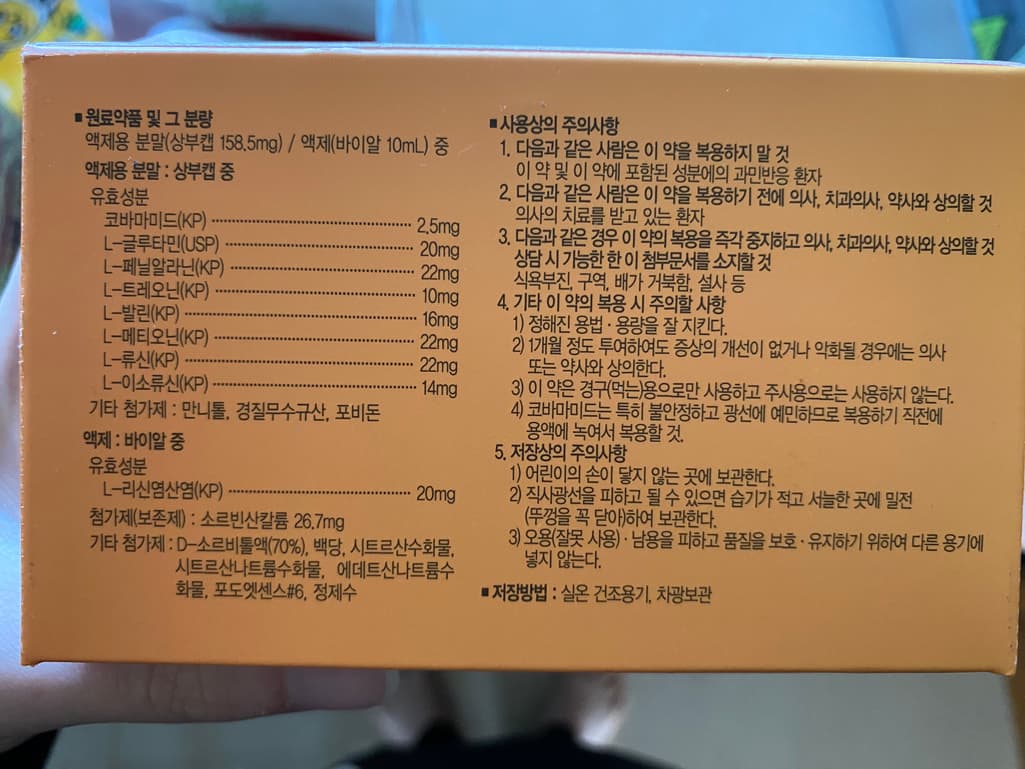 ■ 원료약품 및 그 분량
액제용 분말(상부캡 158.5mg) / 액제(바이알 10mL) 중
액제용 분말 : 상부캡 중
유효성분
코바마미드(KP) ······ 2.5mg
L-글루타민(USP) ······ 20mg
L-페닐알라닌(KP) ······ 22mg
L-트레오닌(KP) ······ 10mg
L-발린(KP) ······ 16mg
L-메티오닌(KP) ······ 22mg
L-류신(KP) ······ 22mg
L-이소류신(KP) ······ 14mg
기타 첨가제 : 만니톨, 경질무수규산, 포비돈
액제 : 바이알 중
유효성분
L-리신염산염(KP) ······ 20mg
첨가제(보존제) : 소르빈산칼륨 26.7mg
기타 첨가제 : D-소르비톨액(70%), 백당, 시트르산수화물,
시트르산나트륨수화물, 에데트산나트륨수
화물, 포도엣센스#6, 정제수
■ 사용상의 주의사항
1. 다음과 같은 사람은 이 약을 복용하지 말 것
이 약 및 이 약에 포함된 성분에의 과민반응 환자
2. 다음과 같은 사람은 이 약을 복용하기 전에 의사, 치과의사, 약사와 상의할 것
의사의 치료를 받고 있는 환자
3. 다음과 같은 경우 이 약의 복용을 즉각 중지하고 의사, 치과의사, 약사와 상의할 것
상담 시 가능한 한 이 첨부문서를 소지할 것
식욕부진, 구역, 배가 거북함, 설사 등
4. 기타 이 약의 복용 시 주의할 사항
1) 정해진 용법 · 용량을 잘 지킨다.
2) 1개월 정도 투여하여도 증상의 개선이 없거나 악화될 경우에는 의사
또는 약사와 상의한다.
3) 이 약은 경구(먹는)용으로만 사용하고 주사용으로는 사용하지 않는다.
4) 코바마미드는 특히 불안정하고 광선에 예민하므로 복용하기 직전에
용액에 녹여서 복용할 것.
5. 저장상의 주의사항
1) 어린이의 손이 닿지 않는 곳에 보관한다.
2) 직사광선을 피하고 될 수 있으면 습기가 적고 서늘한 곳에 밀전
(뚜껑을 꼭 닫아)하여 보관한다.
3) 오용(잘못 사용) · 남용을 피하고 품질을 보호 · 유지하기 위하여 다른 용기에
넣지 않는다.
■ 저장방법 : 실온 건조용기, 차광보관